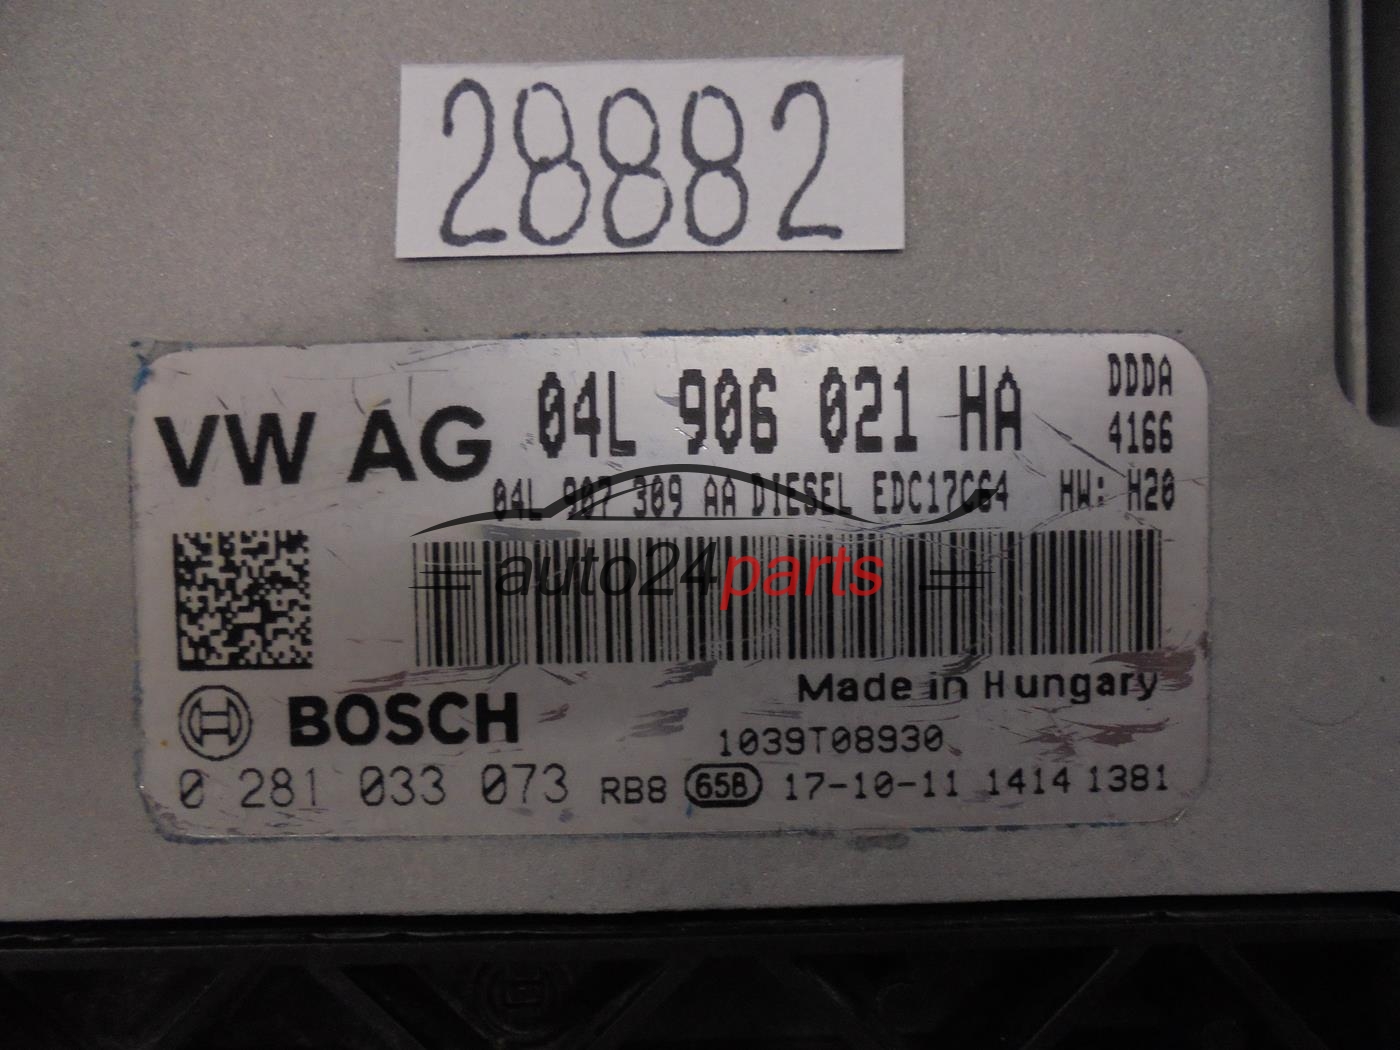 28882
VW AG 04L 906 021 HA DDDA
4166
04L 907 309 AA DIESEL EDC17C64 HW: H20
auto24parts
Made in Hungary
BOSCH
1039T08930
0 281 033 073 RB8 65B 17-10-11 1414 1381